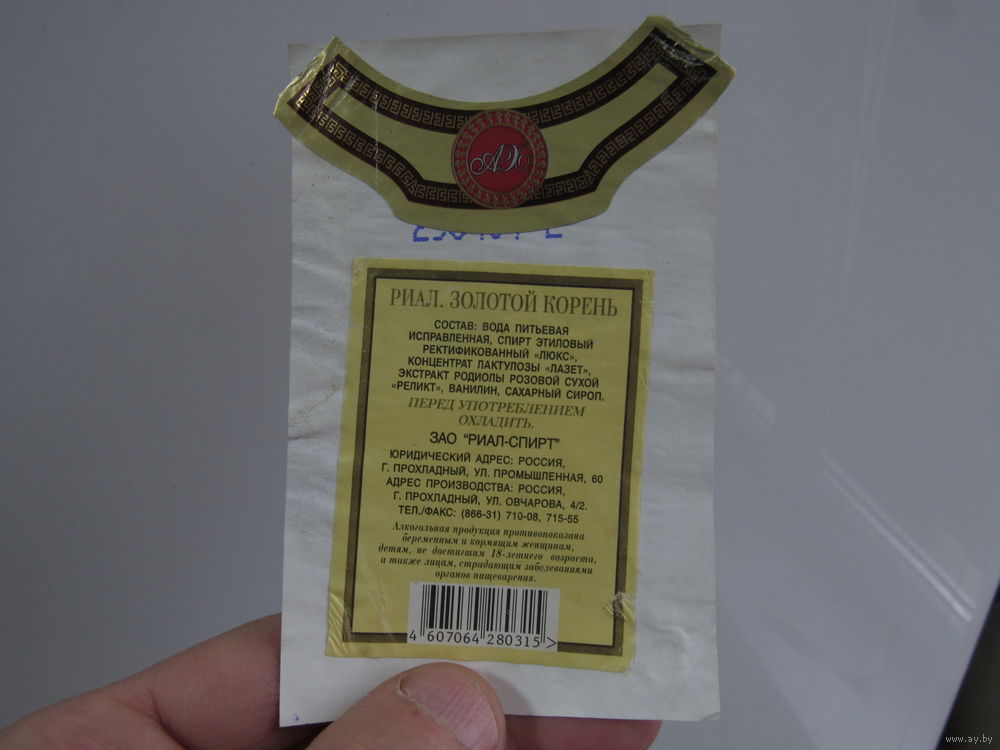 РИАЛ. ЗОЛОТОЙ КОРЕНЬ
СОСТАВ: ВОДА ПИТЬЕВАЯ
ИСПРАВЛЕННАЯ, СПИРТ ЭТИЛОВЫЙ
РЕКТИФИКОВАННЫЙ «ЛЮКС»,
КОНЦЕНТРАТ ЛАКТУЛОЗЫ «ЛАЗЕТ»,
ЭКСТРАКТ РОДИОЛЫ РОЗОВОЙ СУХОЙ
«РЕЛИКТ», ВАНИЛИН, САХАРНЫЙ СИРОП.
ПЕРЕД УПОТРЕБЛЕНИЕМ
ОХЛАДИТЬ.
ЗАО "РИАЛ-СПИРТ"
ЮРИДИЧЕСКИЙ АДРЕС: РОССИЯ,
Г. ПРОХЛАДНЫЙ, УЛ. ПРОМЫШЛЕННАЯ, 60
АДРЕС ПРОИЗВОДСТВА: РОССИЯ,
Г. ПРОХЛАДНЫЙ, УЛ. ОВЧАРОВА, 4/2.
ТЕЛ./ФАКС: (866-31) 710-08, 715-55
Алкогольная продукция противопоказана
беременным и кормящим женщинам,
детям, не достигшим 18-летнего возраста,
а также лицам, страдающим заболеваниями
органов пищеварения.
4 607064 280315 >
www.ay.by